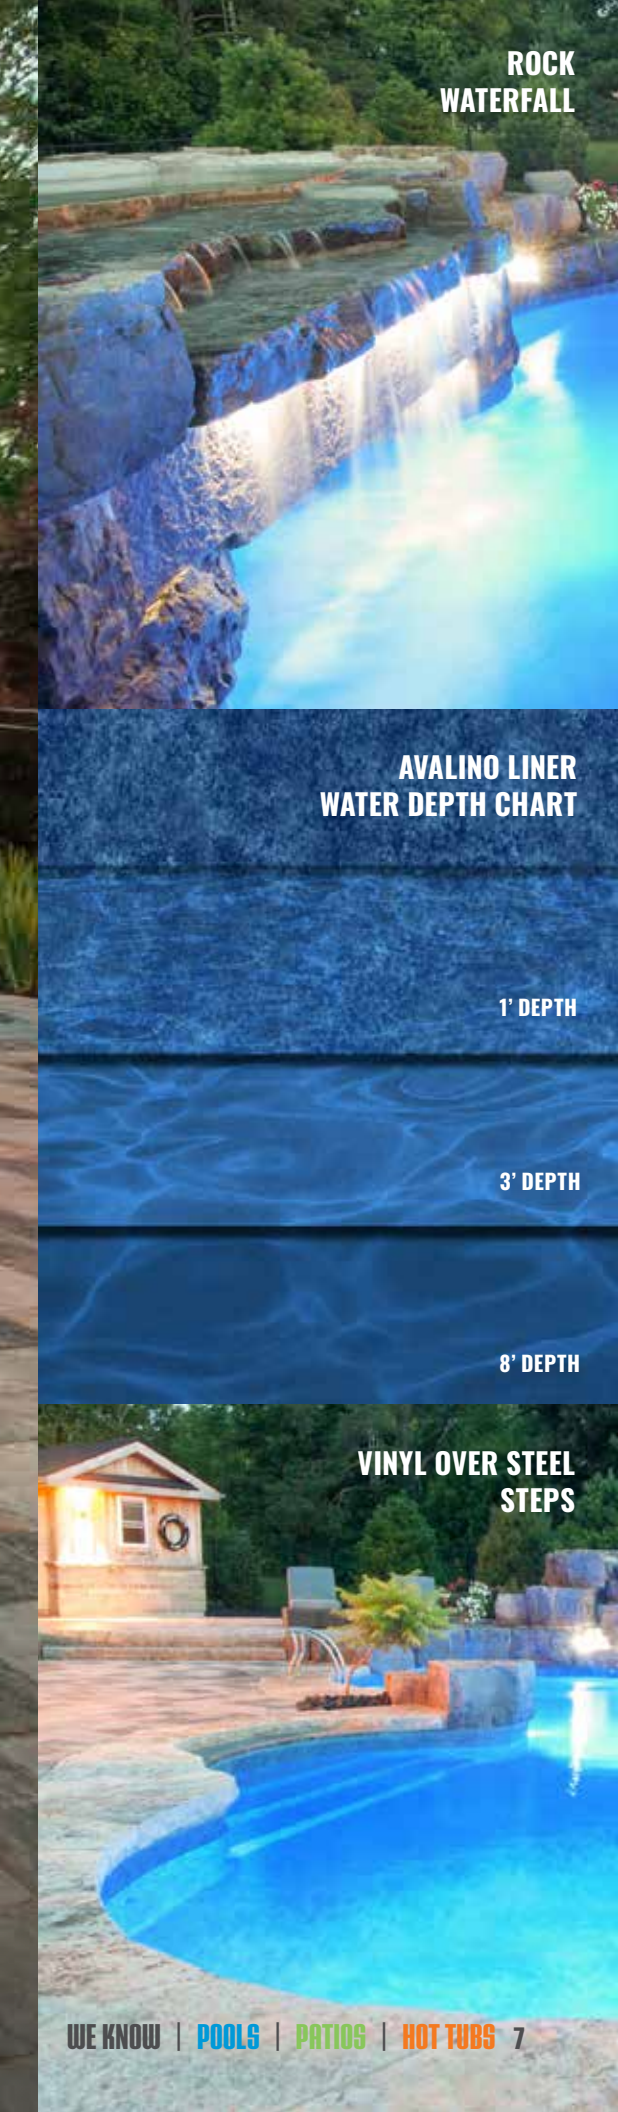 ROCK
WATERFALL
AVALINO LINER
WATER DEPTH CHART
1’ DEPTH
3’ DEPTH
8’ DEPTH
VINYL OVER STEEL
STEPS
WE KNOW | POOLS | PATIOS | HOT TUBS 7